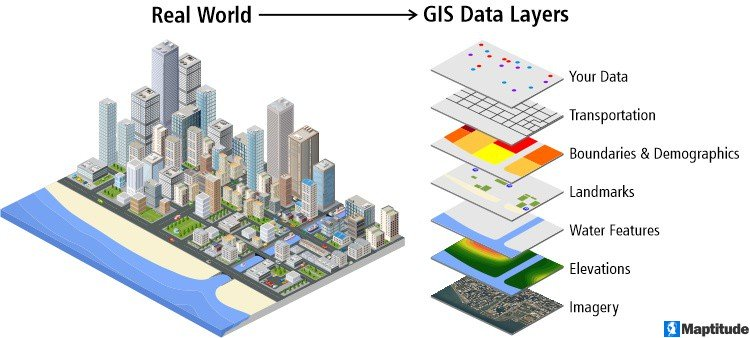 Real World
GIS Data Layers
Your Data
Transportation
Boundaries & Demographics
Landmarks
Water Features
Elevations
Imagery
Maptitude